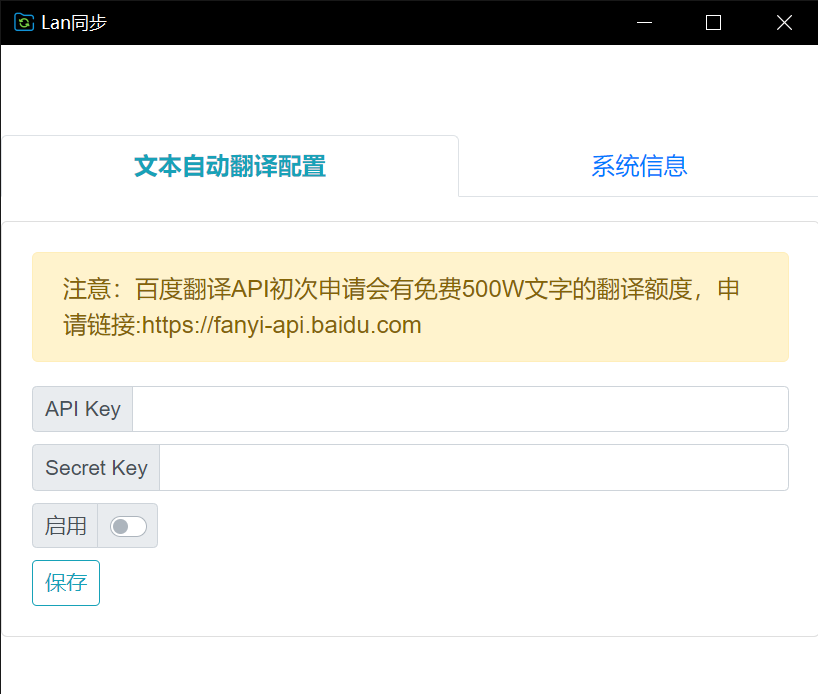 Lan同步
文本自动翻译配置
系统信息
注意：百度翻译API初次申请会有免费500W文字的翻译额度，申
请链接:https://fanyi-api.baidu.com
API Key
Secret Key
启用
保存